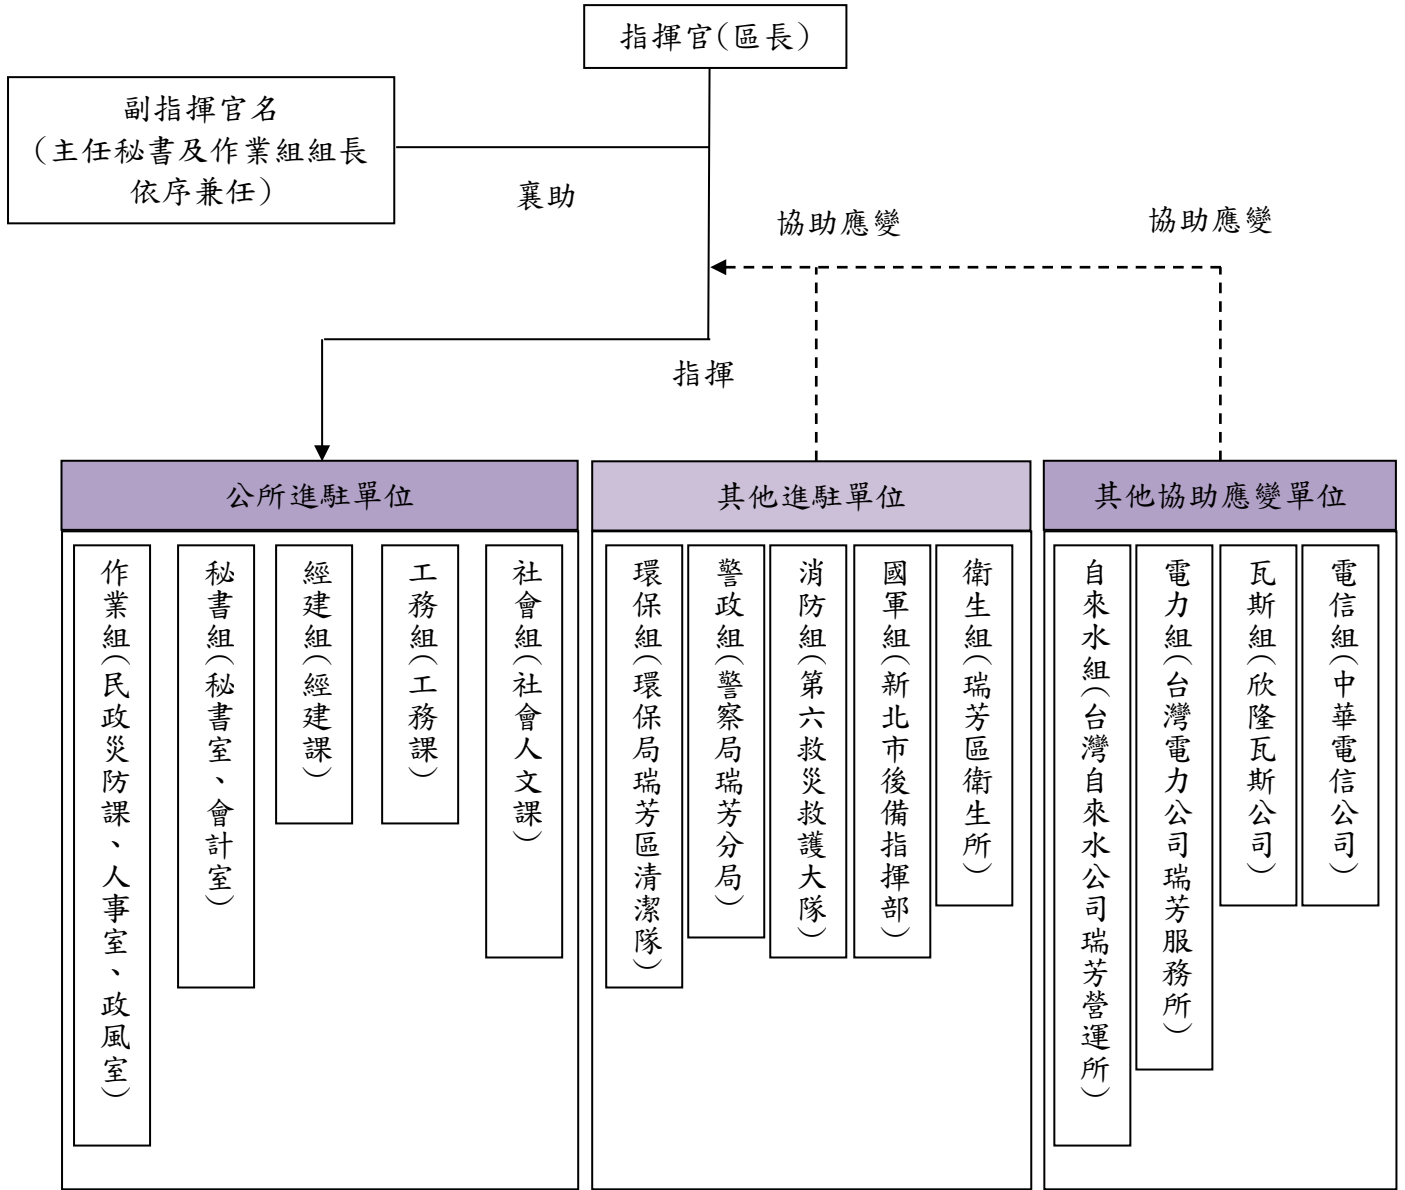 指揮官(區長)
副指揮官名
(主任秘書及作業組組長
依序兼任)
襄助
協助應變
協助應變
指揮
公所進駐單位
其他進駐單位
其他協助應變單位
作業組(民政災防課、人事室、政風室)
秘書組(秘書室、會計室)
經建組(經建課)
工務組(工務課)
社會組(社會人文課)
環保組(環保局瑞芳區清潔隊)
警政組(警察局瑞芳分局)
消防組(第六救災救護大隊)
國軍組(新北市後備指揮部)
衛生組(瑞芳區衛生所)
自來水組(台灣自來水公司瑞芳營運所)
電力組(台灣電力公司瑞芳服務所)
瓦斯組(欣隆瓦斯公司)
電信組(中華電信公司)